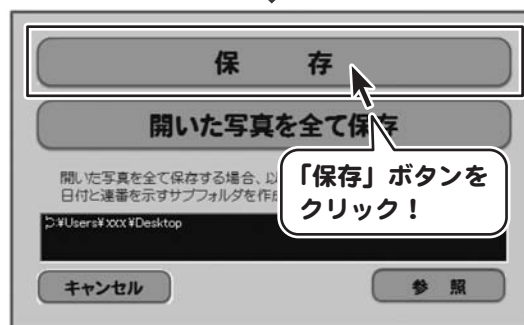 保　存
開いた写真を全て保存
開いた写真を全て保存する場合、以
日付と連番を示すサブフォルダを作成
「保存」ボタンを
クリック！
:¥Users¥xxx¥Desktop
キャンセル
参　照